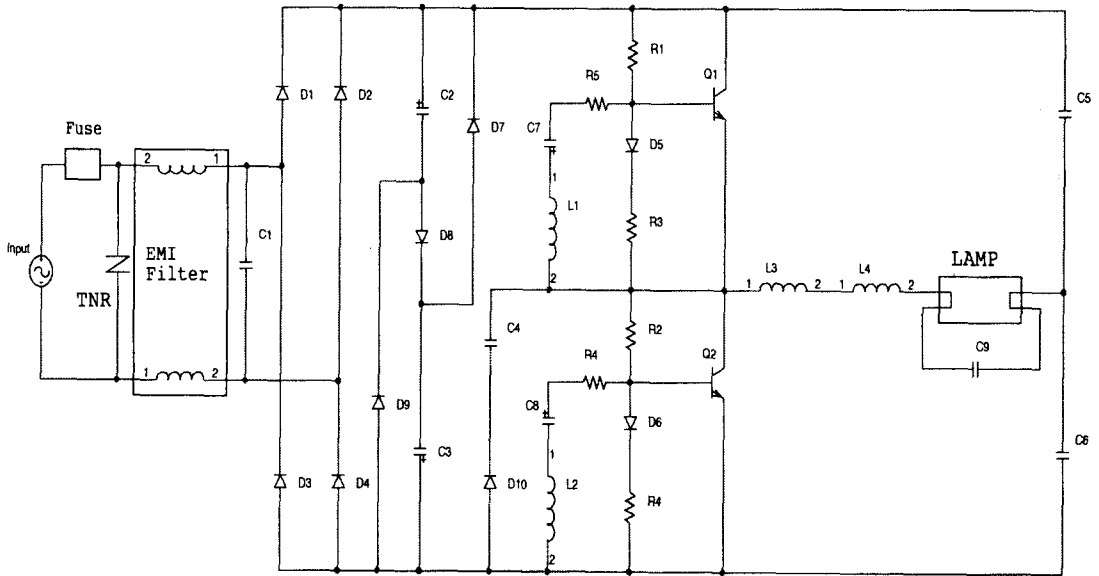 R1
Q1
R5
C5
D1
D2
C2
C7
D7
D5
Fuse
2
1
1
L1
R3
C1
D8
Input
EMI
Filter
TNR
L3
L4
LAMP
2
1
2
1
2
C4
R2
C9
1
2
R4
Q2
D9
C8
D6
C3
1
C6
D3
D4
D10
L2
R4
2